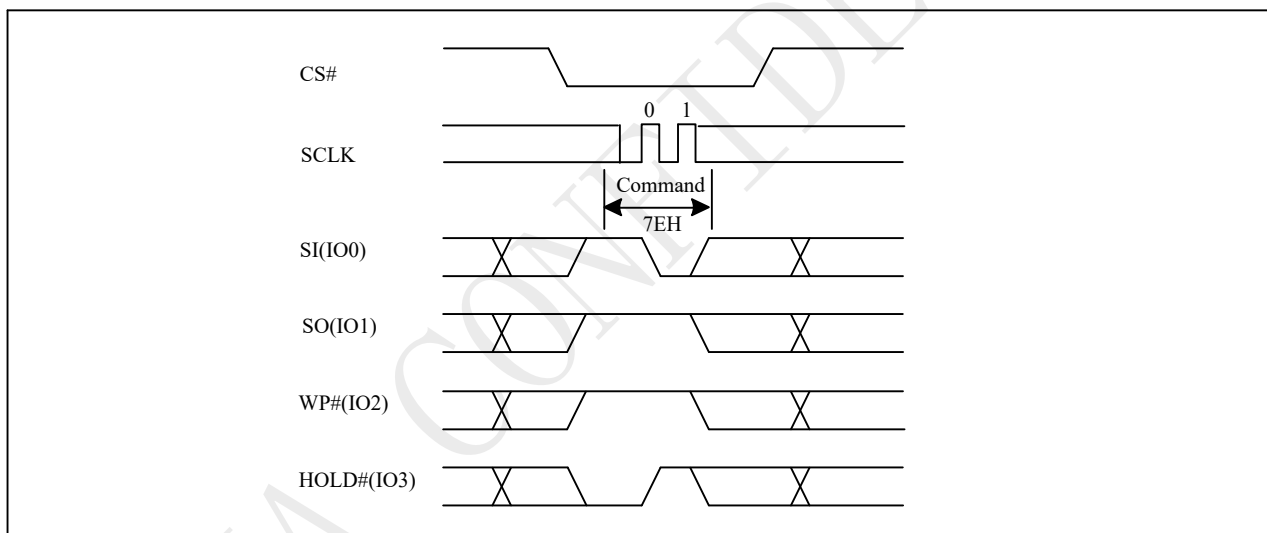 CS#
0 1
SCLK
Command
7EH
SI(IO0)
SO(IO1)
WP#(IO2)
HOLD#(IO3)